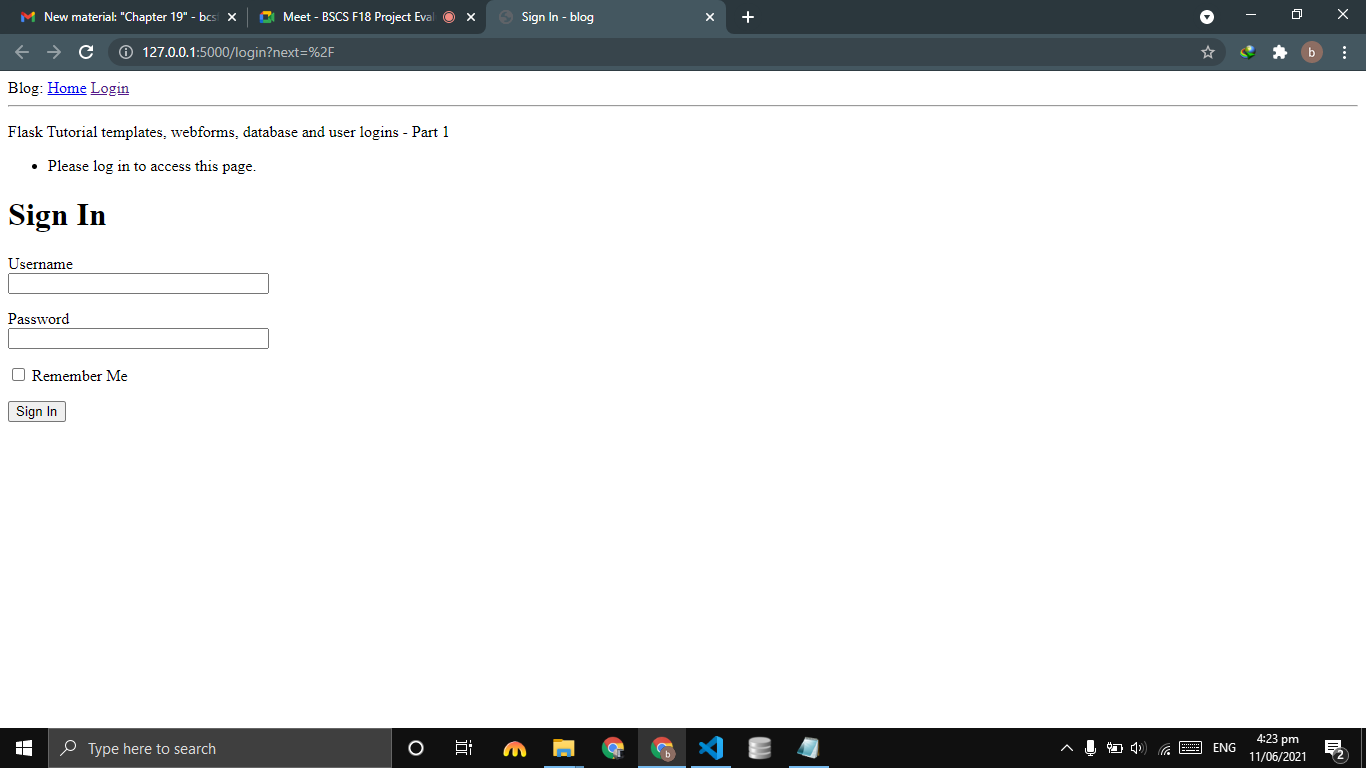 New material: "Chapter 19" - bcs
Meet - BSCS F18 Project Eval
Sign In - blog
127.0.0.1:5000/login?next=%2F
b
Blog: Home Login
Flask Tutorial templates, webforms, database and user logins - Part 1
Please log in to access this page.
Sign In
Username
Password
Remember Me
Sign In
Type here to search
b
ENG
4:23 pm
11/06/2021
2